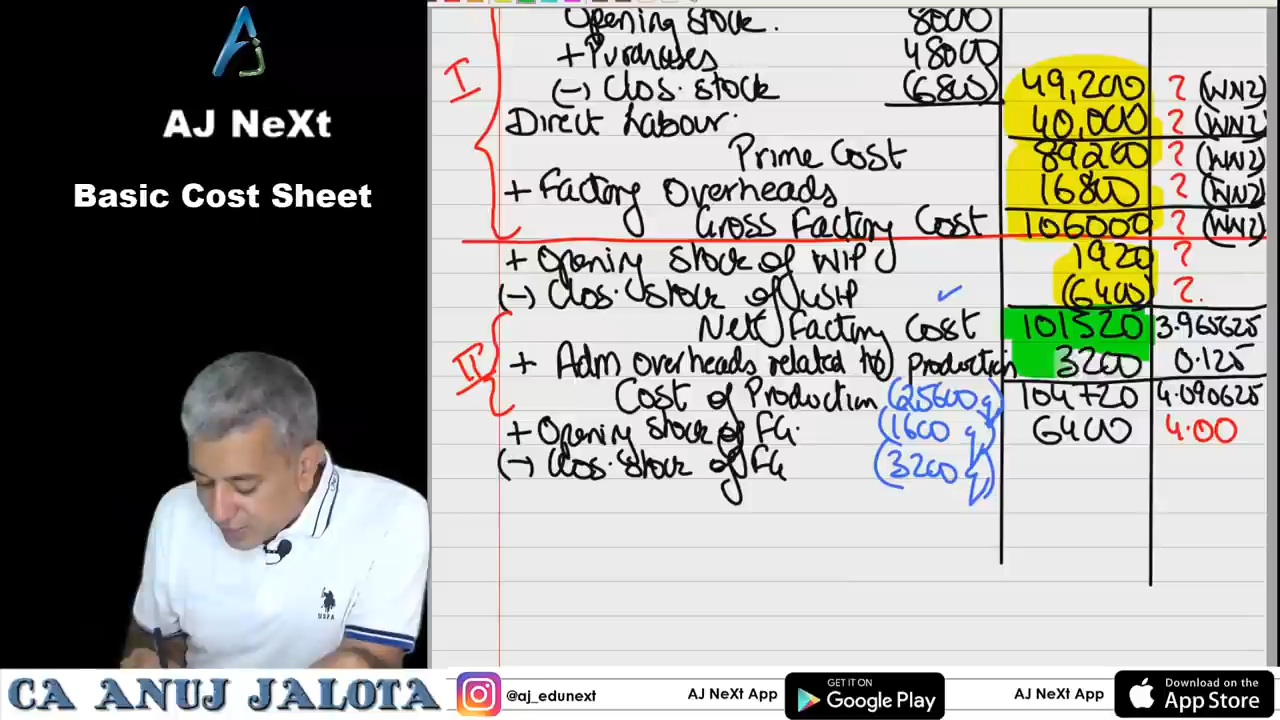 AJ NeXt
Basic Cost Sheet
I
Opening stock. 8000
+ Purchases 48000
(-) Clos. stock (6800) 49,200 ? (WN2)
Direct Labour. 40,000 ? (WN2)
Prime Cost 89200 ? (WN2)
+ Factory Overheads 16800 ? (WN2)
Gross Factory Cost 106000 ? (WN2)
+ Opening stock of WIP 1920 ?
(-) Clos. stock of WIP (6400) ?.
Nett Factory Cost 101520 3.965625
II
+ Adm overheads related to production 3200 0.125
Cost of Production (25600 q) 104720 4.090625
+ Opening stock of FG. (1600 q) 6400 4.00
(-) Clos. stock of FG (3200 q)
CA ANUJ JALOTA
@aj_edunext
AJ NeXt App
GET IT ON
Google Play
AJ NeXt App
Download on the
App Store
U.S. POLO ASSN
USPA